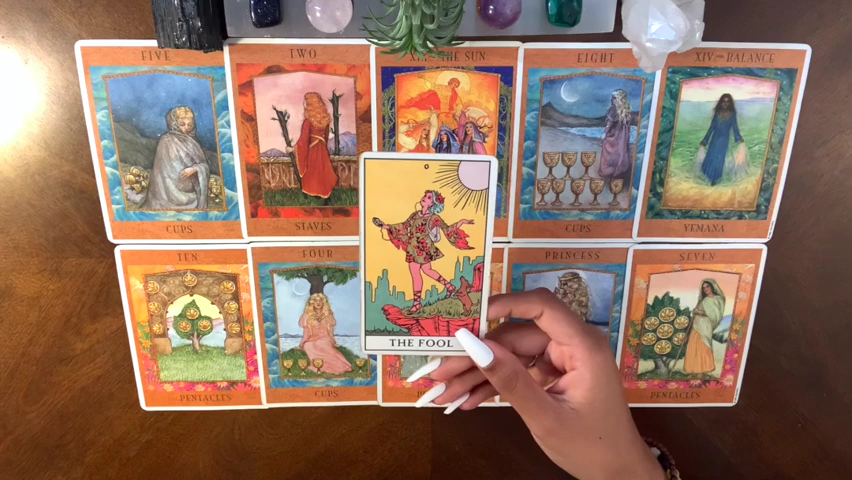 FIVE
CUPS
TWO
STAVES
THE SUN
EIGHT
CUPS
XIV BALANCE
YEMANA
THE FOOL
TEN
PENTACLES
FOUR
CUPS
PRINCESS
SEVEN
PENTACLES